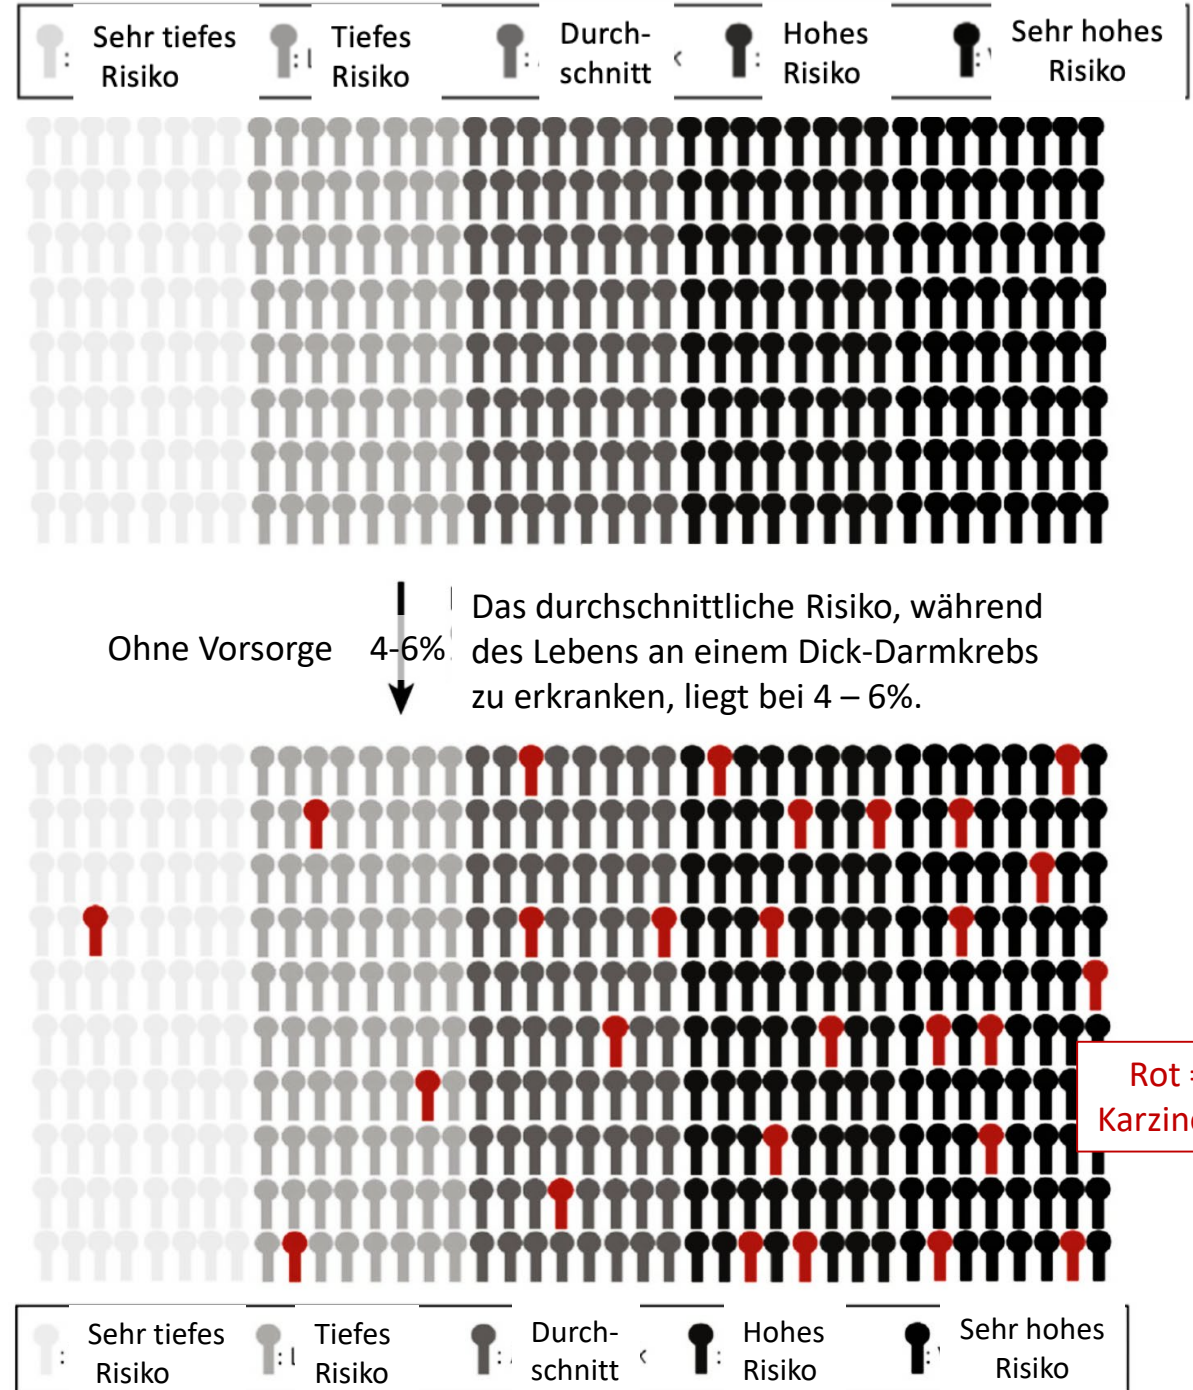 Sehr tiefes
Risiko
Tiefes
Risiko
Durch-
schnitt
Hohes
Risiko
Sehr hohes
Risiko
Ohne Vorsorge
4-6%
Das durchschnittliche Risiko, während
des Lebens an einem Dick-Darmkrebs
zu erkranken, liegt bei 4 – 6%.
Rot
Sehr tiefes
Risiko
Tiefes
Risiko
Durch-
schnitt
Hohes
Risiko
Sehr hohes
Risiko